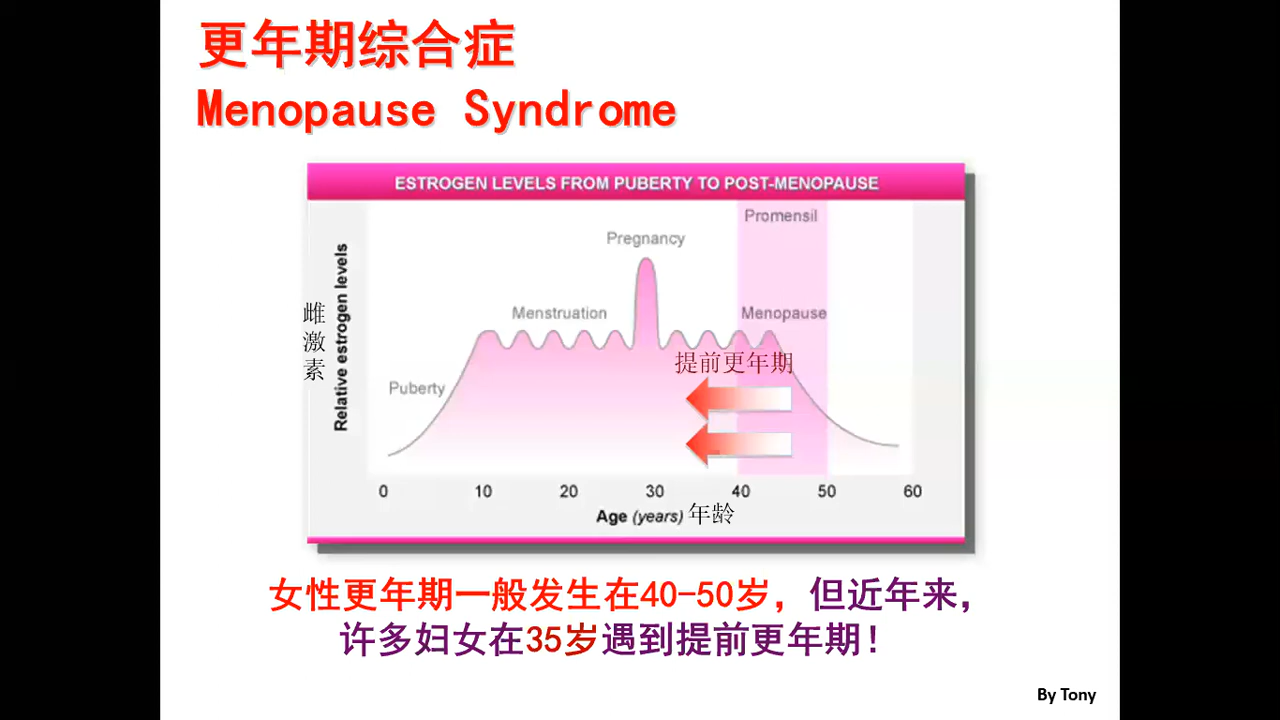 更年期综合症
Menopause Syndrome
ESTROGEN LEVELS FROM PUBERTY TO POST-MENOPAUSE
Promensil
Pregnancy
Menstruation
Menopause
雌激素
Relative estrogen levels
提前更年期
Puberty
0 10 20 30 40 50 60
Age (years) 年龄
女性更年期一般发生在40-50岁，但近年来，
许多妇女在35岁遇到提前更年期！
By Tony